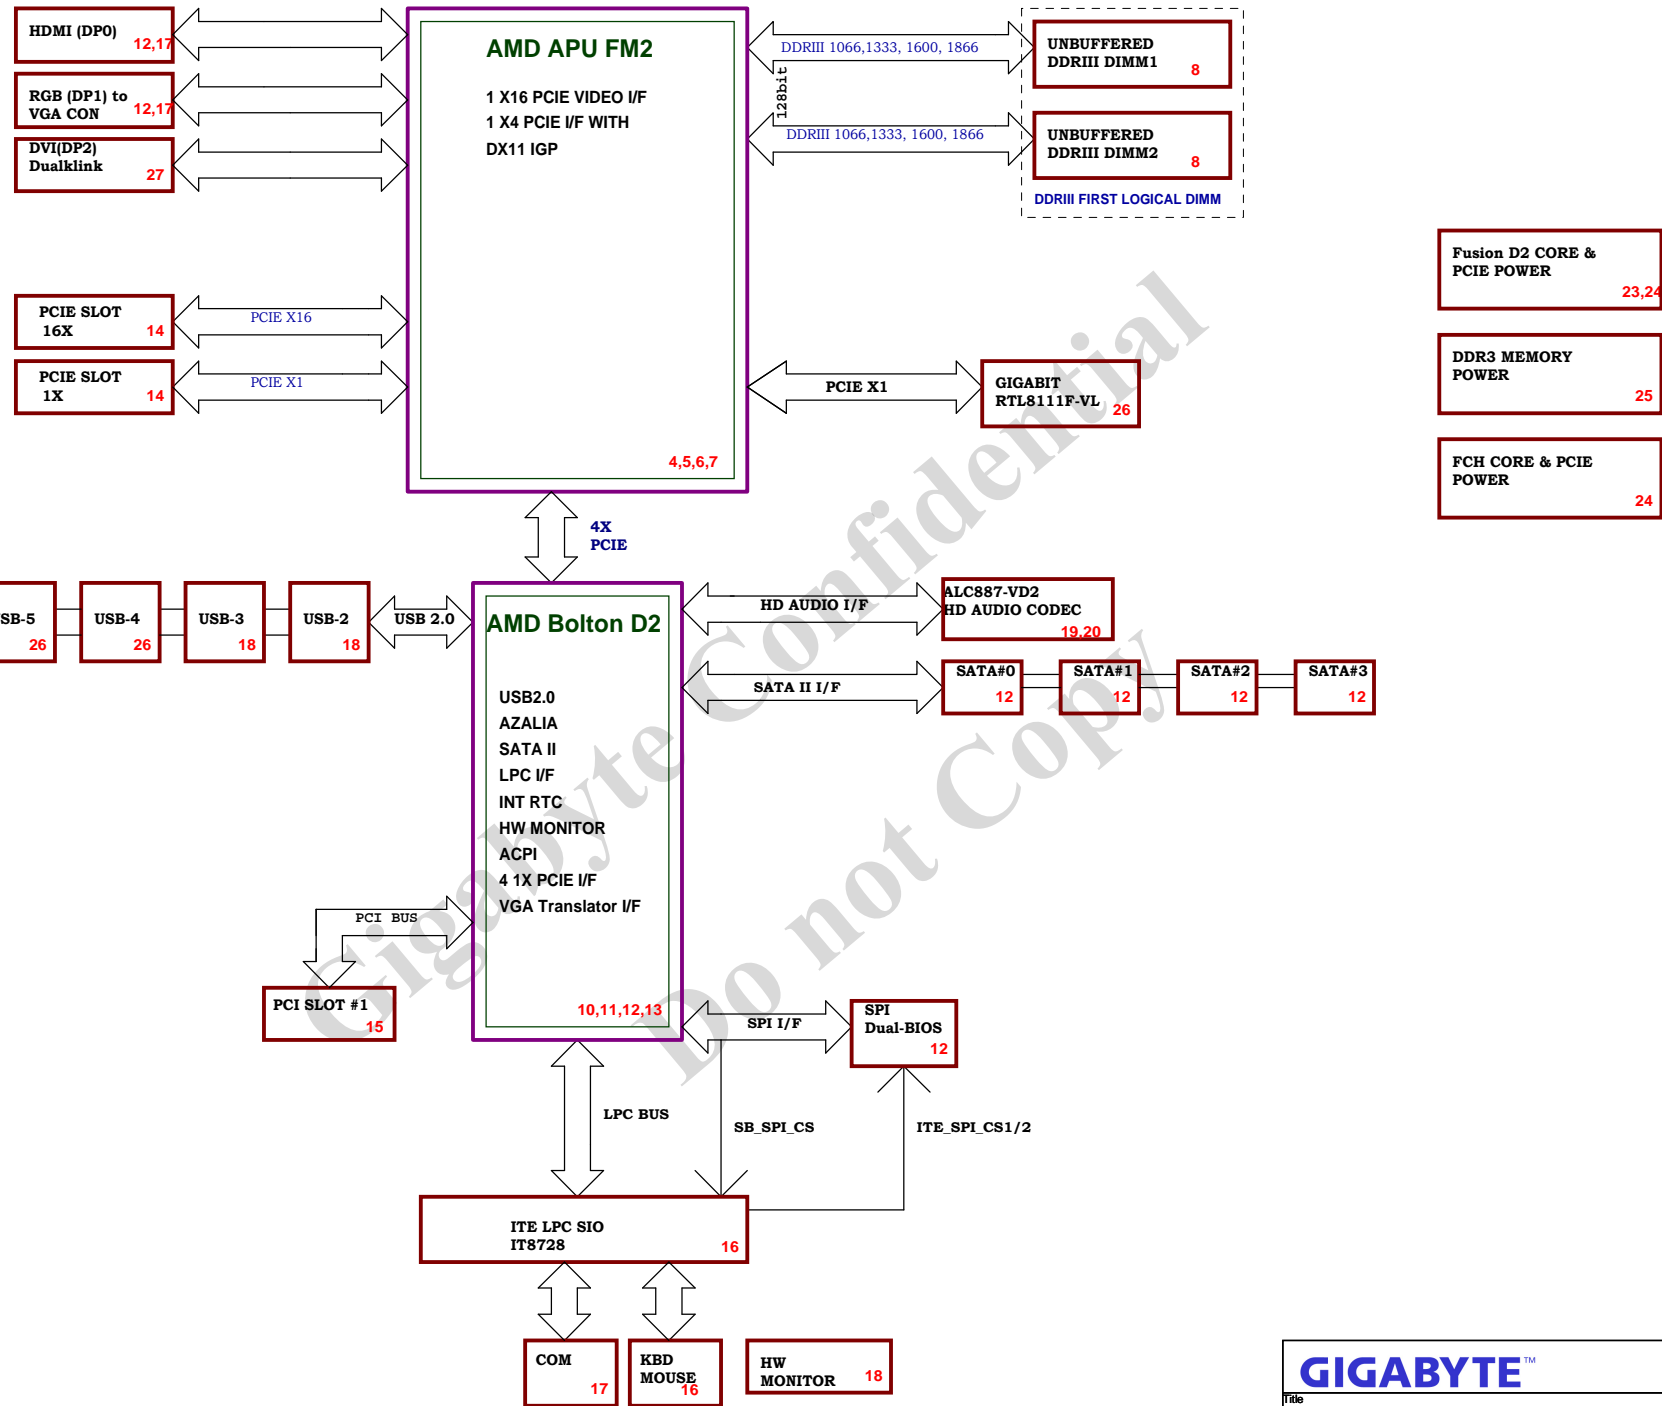 HDMI (DP0)
12,17
RGB (DP1) to
VGA CON
12,17
DVI(DP2)
Dualklink
27
AMD APU FM2
1 X16 PCIE VIDEO I/F
1 X4 PCIE I/F WITH
DX11 IGP
4,5,6,7
DDRIII 1066,1333, 1600, 1866
128bit
DDRIII 1066,1333, 1600, 1866
UNBUFFERED
DDRIII DIMM1
8
UNBUFFERED
DDRIII DIMM2
8
DDRIII FIRST LOGICAL DIMM
Fusion D2 CORE &
PCIE POWER
23,24
DDR3 MEMORY
POWER
25
FCH CORE & PCIE
POWER
24
PCIE SLOT
16X
14
PCIE X16
PCIE SLOT
1X
14
PCIE X1
PCIE X1
GIGABIT
RTL8111F-VL
26
4X
PCIE
SB-5
26
USB-4
26
USB-3
18
USB-2
18
USB 2.0
AMD Bolton D2
USB2.0
AZALIA
SATA II
LPC I/F
INT RTC
HW MONITOR
ACPI
4 1X PCIE I/F
VGA Translator I/F
10,11,12,13
HD AUDIO I/F
ALC887-VD2
HD AUDIO CODEC
19,20
SATA II I/F
SATA#0
12
SATA#1
12
SATA#2
12
SATA#3
12
PCI BUS
PCI SLOT #1
15
SPI I/F
SPI
Dual-BIOS
12
LPC BUS
SB_SPI_CS
ITE_SPI_CS1/2
ITE LPC SIO
IT8728
16
COM
17
KBD
MOUSE
16
HW
MONITOR
18
Gigabyte Confidential
Do not Copy
GIGABYTE™
Title